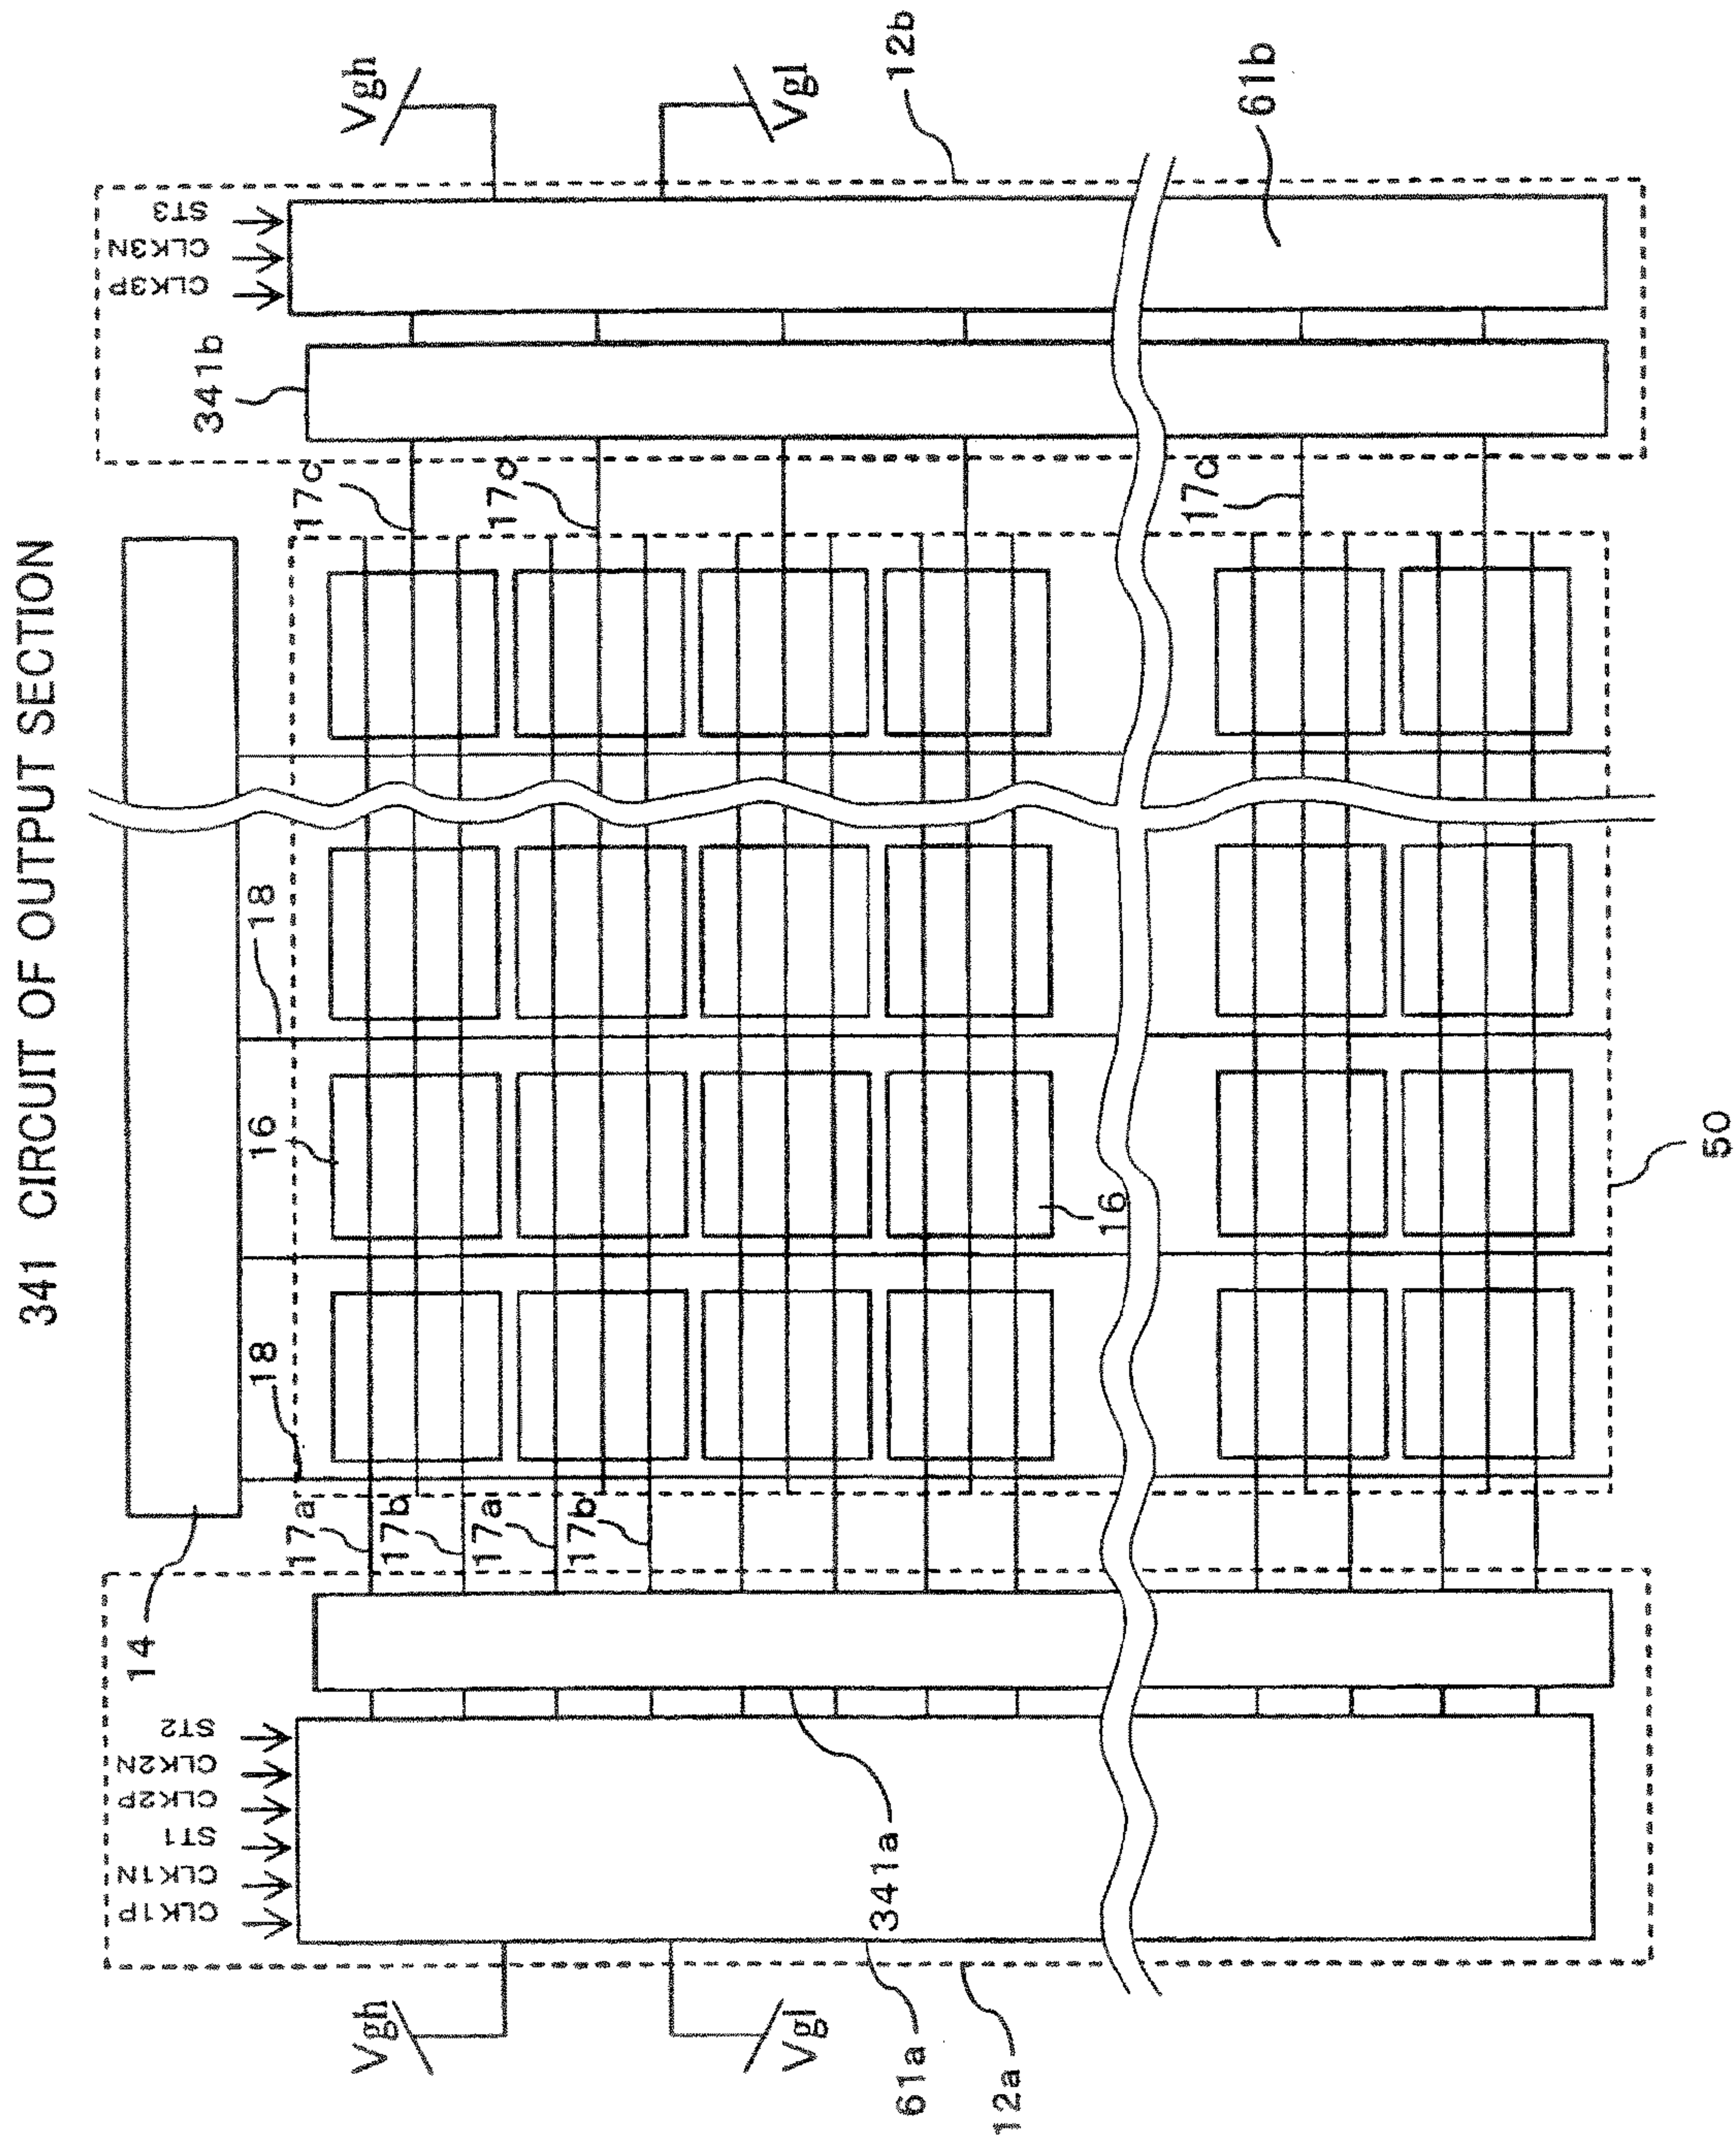 341 CIRCUIT OF OUTPUT SECTION
14
18
16
18
12a
61a
341a
Vgh
Vgl
CLK1P
CLK1N
ST1
CLK2P
CLK2N
ST2
17a
17b
17a
17b
16
50
17c
17c
17c
341b
CLK3P
CLK3N
ST3
Vgh
Vgl
12b
61b